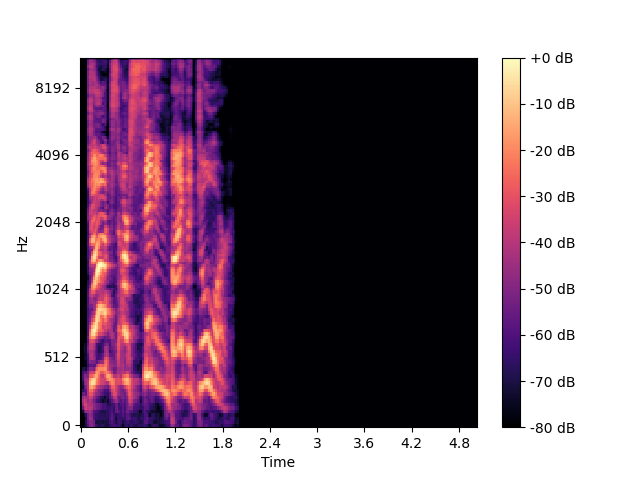 +0 dB
8192
-10 dB
4096
-20 dB
-30 dB
2048
-40 dB
Hz
1024
-50 dB
-60 dB
512
-70 dB
0
-80 dB
0 0.6 1.2 1.8 2.4 3 3.6 4.2 4.8
Time